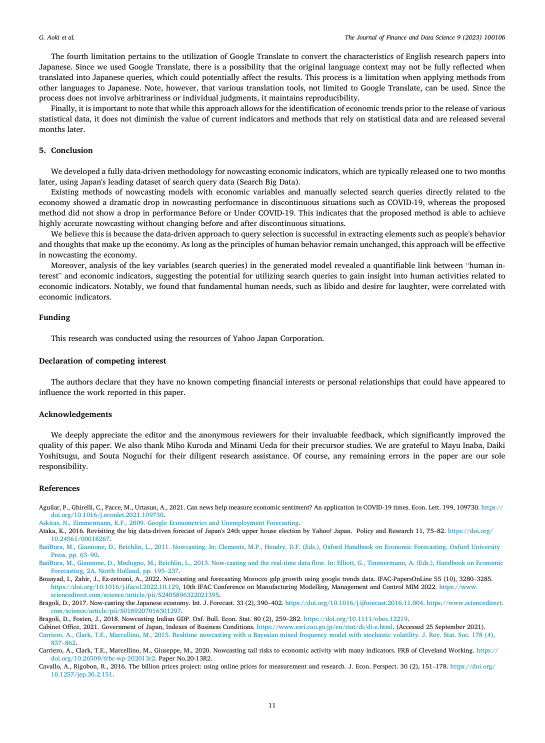 G. Aoki et al.
The Journal of Finance and Data Science 9 (2023) 100106
The fourth limitation pertains to the utilization of Google Translate to convert the characteristics of English research papers into
Japanese. Since we used Google Translate, there is a possibility that the original language context may not be fully reflected when
translated into Japanese queries, which could potentially affect the results. This process is a limitation when applying methods from
other languages to Japanese. Note, however, that various translation tools, not limited to Google Translate, can be used. Since the
process does not involve arbitrariness or individual judgments, it maintains reproducibility.
Finally, it is important to note that while this approach allows for the identification of economic trends prior to the release of various
statistical data, it does not diminish the value of current indicators and methods that rely on statistical data and are released several
months later.
5. Conclusion
We developed a fully data-driven methodology for nowcasting economic indicators, which are typically released one to two months
later, using Japan's leading dataset of search query data (Search Big Data).
Existing methods of nowcasting models with economic variables and manually selected search queries directly related to the
economy showed a dramatic drop in nowcasting performance in discontinuous situations such as COVID-19, whereas the proposed
method did not show a drop in performance Before or Under COVID-19. This indicates that the proposed method is able to achieve
highly accurate nowcasting without changing before and after discontinuous situations.
We believe this is because the data-driven approach to query selection is successful in extracting elements such as people's behavior
and thoughts that make up the economy. As long as the principles of human behavior remain unchanged, this approach will be effective
in nowcasting the economy.
Moreover, analysis of the key variables (search queries) in the generated model revealed a quantifiable link between "human in-
terest" and economic indicators, suggesting the potential for utilizing search queries to gain insight into human activities related to
economic indicators. Notably, we found that fundamental human needs, such as libido and desire for laughter, were correlated with
economic indicators.
Funding
This research was conducted using the resources of Yahoo Japan Corporation.
Declaration of competing interest
The authors declare that they have no known competing financial interests or personal relationships that could have appeared to
influence the work reported in this paper.
Acknowledgements
We deeply appreciate the editor and the anonymous reviewers for their invaluable feedback, which significantly improved the
quality of this paper. We also thank Miho Kuroda and Minami Ueda for their precursor studies. We are grateful to Mayu Inaba, Daiki
Yoshitsugu, and Souta Noguchi for their diligent research assistance. Of course, any remaining errors in the paper are our sole
responsibility.
References
Aguilar, P., Ghirelli, C., Pacce, M., Urtasun, A., 2021. Can news help measure economic sentiment? An application in COVID-19 times. Econ. Lett. 199, 109730. https://
doi.org/10.1016/j.econlet.2021.109730.
Askitas, N., Zimmermann, K.F., 2009. Google Econometrics and Unemployment Forecasting.
Ataka, K., 2016. Revisiting the big data-driven forecast of Japan's 24th upper house election by Yahoo! Japan. Policy and Research 11, 75–82. https://doi.org/
10.24561/00018267.
Bańbura, M., Giannone, D., Reichlin, L., 2011. Nowcasting. In: Clements, M.P., Hendry, D.F. (Eds.), Oxford Handbook on Economic Forecasting. Oxford University
Press, pp. 63–90.
Bańbura, M., Giannone, D., Modugno, M., Reichlin, L., 2013. Now-casting and the real-time data flow. In: Elliott, G., Timmermann, A. (Eds.), Handbook on Economic
Forecasting, 2A. North Holland, pp. 195–237.
Bouayad, I., Zahir, J., Ez-zetouni, A., 2022. Nowcasting and forecasting Morocco gdp growth using google trends data. IFAC-PapersOnLine 55 (10), 3280–3285.
https://doi.org/10.1016/j.ifacol.2022.10.129, 10th IFAC Conference on Manufacturing Modelling, Management and Control MIM 2022. https://www.
sciencedirect.com/science/article/pii/S2405896322021395.
Bragoli, D., 2017. Now-casting the Japanese economy. Int. J. Forecast. 33 (2), 390–402. https://doi.org/10.1016/j.ijforecast.2016.11.004. https://www.sciencedirect.
com/science/article/pii/S0169207016301297.
Bragoli, D., Fosten, J., 2018. Nowcasting Indian GDP. Oxf. Bull. Econ. Stat. 80 (2), 259–282. https://doi.org/10.1111/obes.12219.
Cabinet Office, 2021. Government of Japan, Indexes of Business Conditions. https://www.esri.cao.go.jp/en/stat/di/di-e.html. (Accessed 25 September 2021).
Carriero, A., Clark, T.E., Marcellino, M., 2015. Realtime nowcasting with a Bayesian mixed frequency model with stochastic volatility. J. Roy. Stat. Soc. 178 (4),
837–862.
Carriero, A., Clark, T.E., Marcellino, M., Giuseppe, M., 2020. Nowcasting tail risks to economic activity with many indicators. FRB of Cleveland Working. https://
doi.org/10.26509/frbc-wp-202013r2. Paper No.20-13R2.
Cavallo, A., Rigobon, R., 2016. The billion prices project: using online prices for measurement and research. J. Econ. Perspect. 30 (2), 151–178. https://doi.org/
10.1257/jep.30.2.151.
11